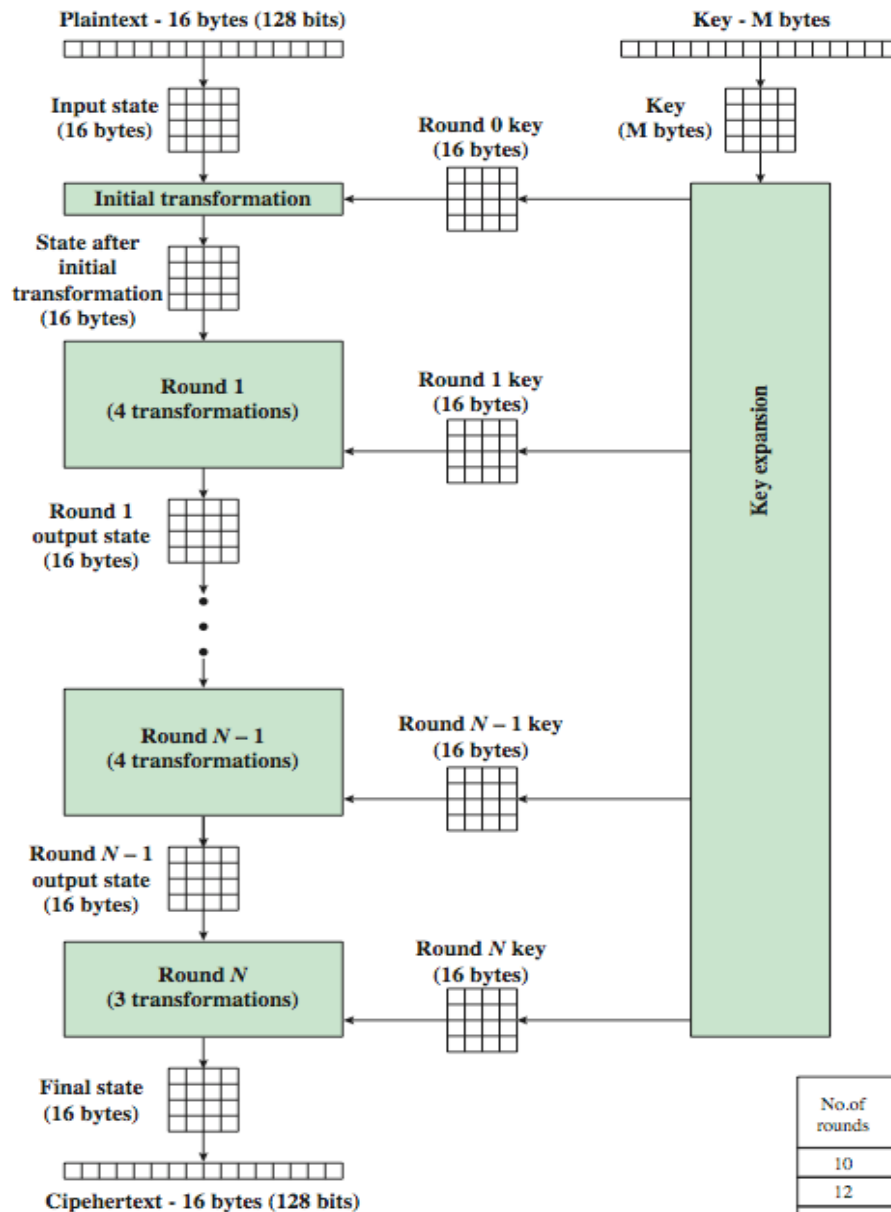 Plaintext - 16 bytes (128 bits)
Key - M bytes
Input state
(16 bytes)
Key
(M bytes)
Round 0 key
(16 bytes)
Initial transformation
State after
initial
transformation
(16 bytes)
Round 1
(4 transformations)
Round 1 key
(16 bytes)
Key expansion
Round 1
output state
(16 bytes)
Round N – 1
(4 transformations)
Round N – 1 key
(16 bytes)
Round N – 1
output state
(16 bytes)
Round N
(3 transformations)
Round N key
(16 bytes)
Final state
(16 bytes)
No.of
rounds
10
12
Cipehertext - 16 bytes (128 bits)